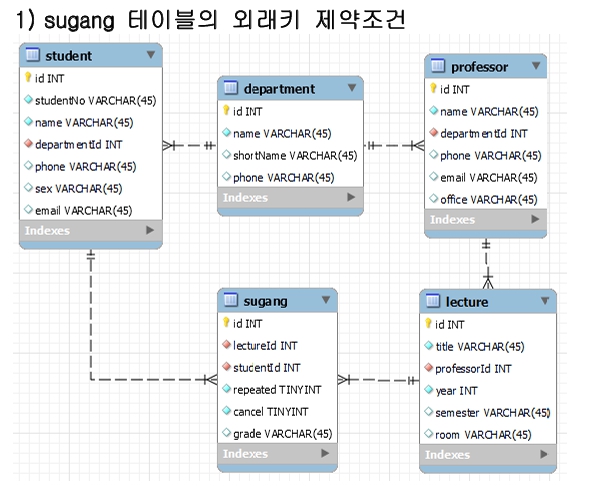 1) sugang 테이블의 외래키 제약조건
student
id INT
studentNo VARCHAR(45)
name VARCHAR(45)
departmentId INT
phone VARCHAR(45)
sex VARCHAR(45)
email VARCHAR(45)
Indexes
department
id INT
name VARCHAR(45)
shortName VARCHAR(45)
phone VARCHAR(45)
Indexes
professor
id INT
name VARCHAR(45)
departmentId INT
phone VARCHAR(45)
email VARCHAR(45)
office VARCHAR(45)
Indexes
sugang
id INT
lectureId INT
studentId INT
repeated TINYINT
cancel TINYINT
grade VARCHAR(45)
Indexes
lecture
id INT
title VARCHAR(45)
professorId INT
year INT
semester VARCHAR(45)
room VARCHAR(45)
Indexes